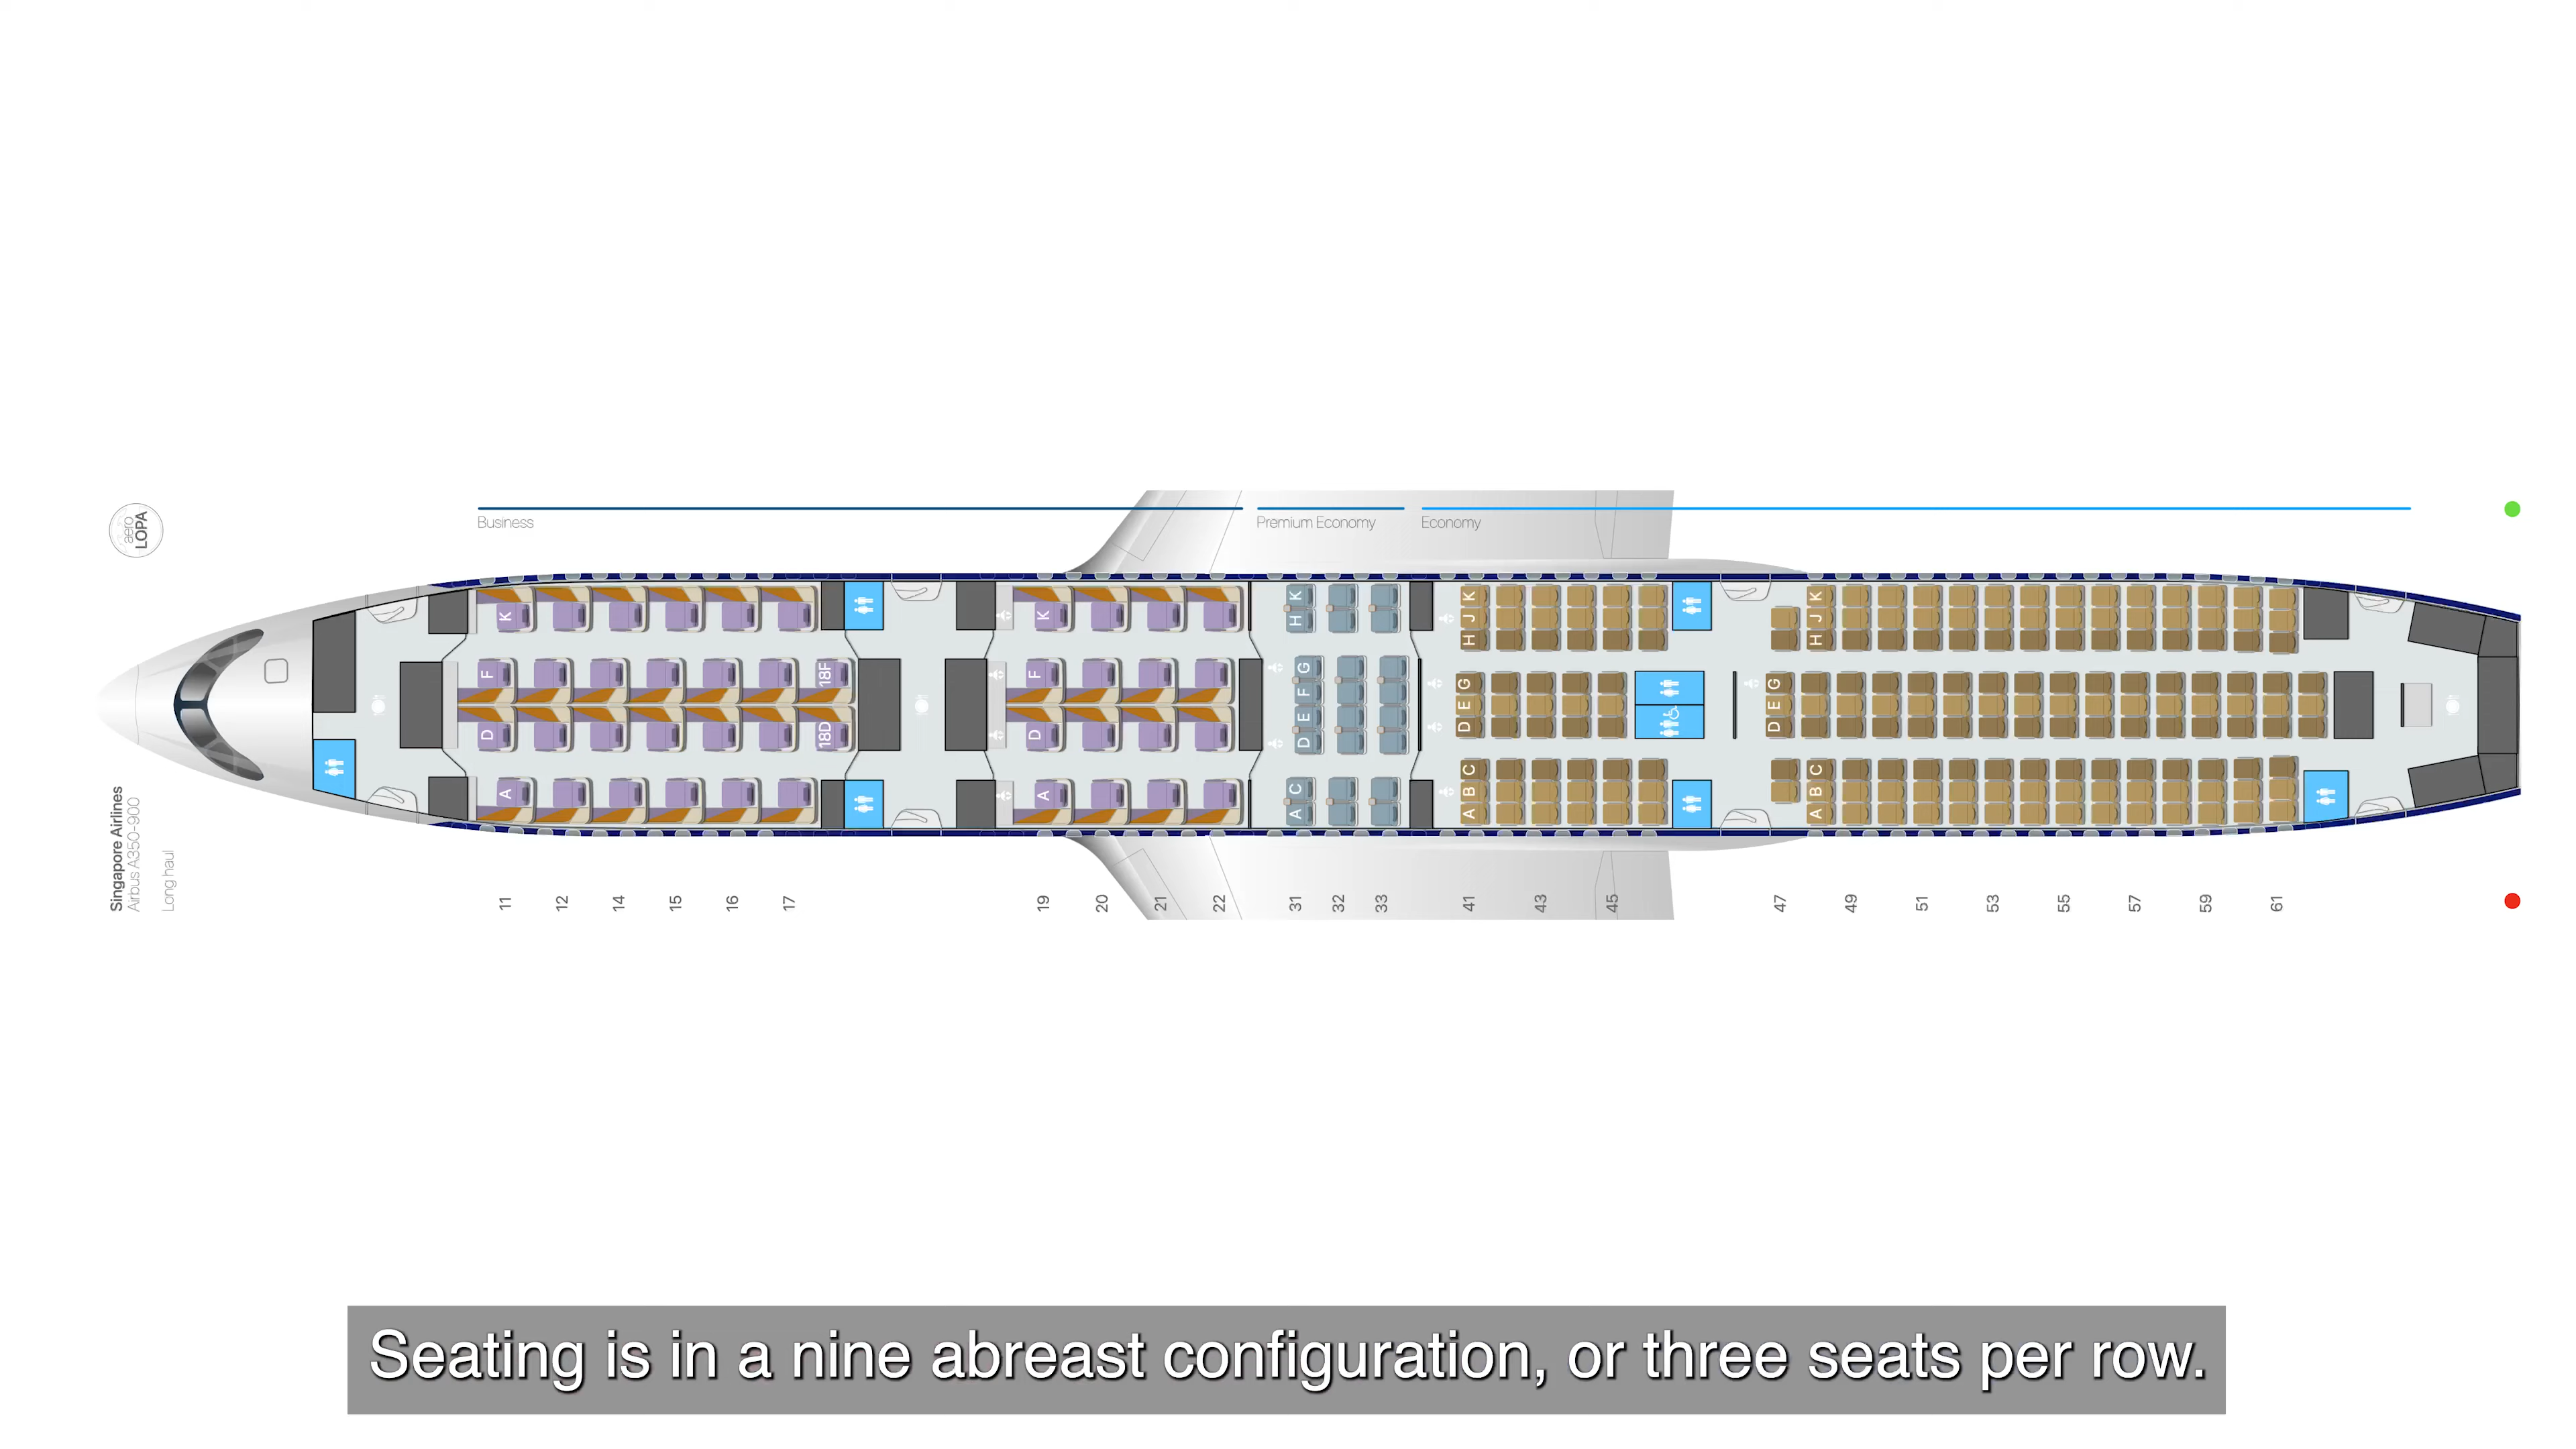 aero
LOPA
Singapore Airlines
Airbus A350-900
Long haul
Business
Premium Economy
Economy
K K H K H J K H J K
F 18F F G F D E G D E G
D 18D D E D
A A A C A B C A B C
11 12 14 15 16 17 19 20 21 22 31 32 33 41 43 45 47 49 51 53 55 57 59 61
Seating is in a nine abreast configuration, or three seats per row.